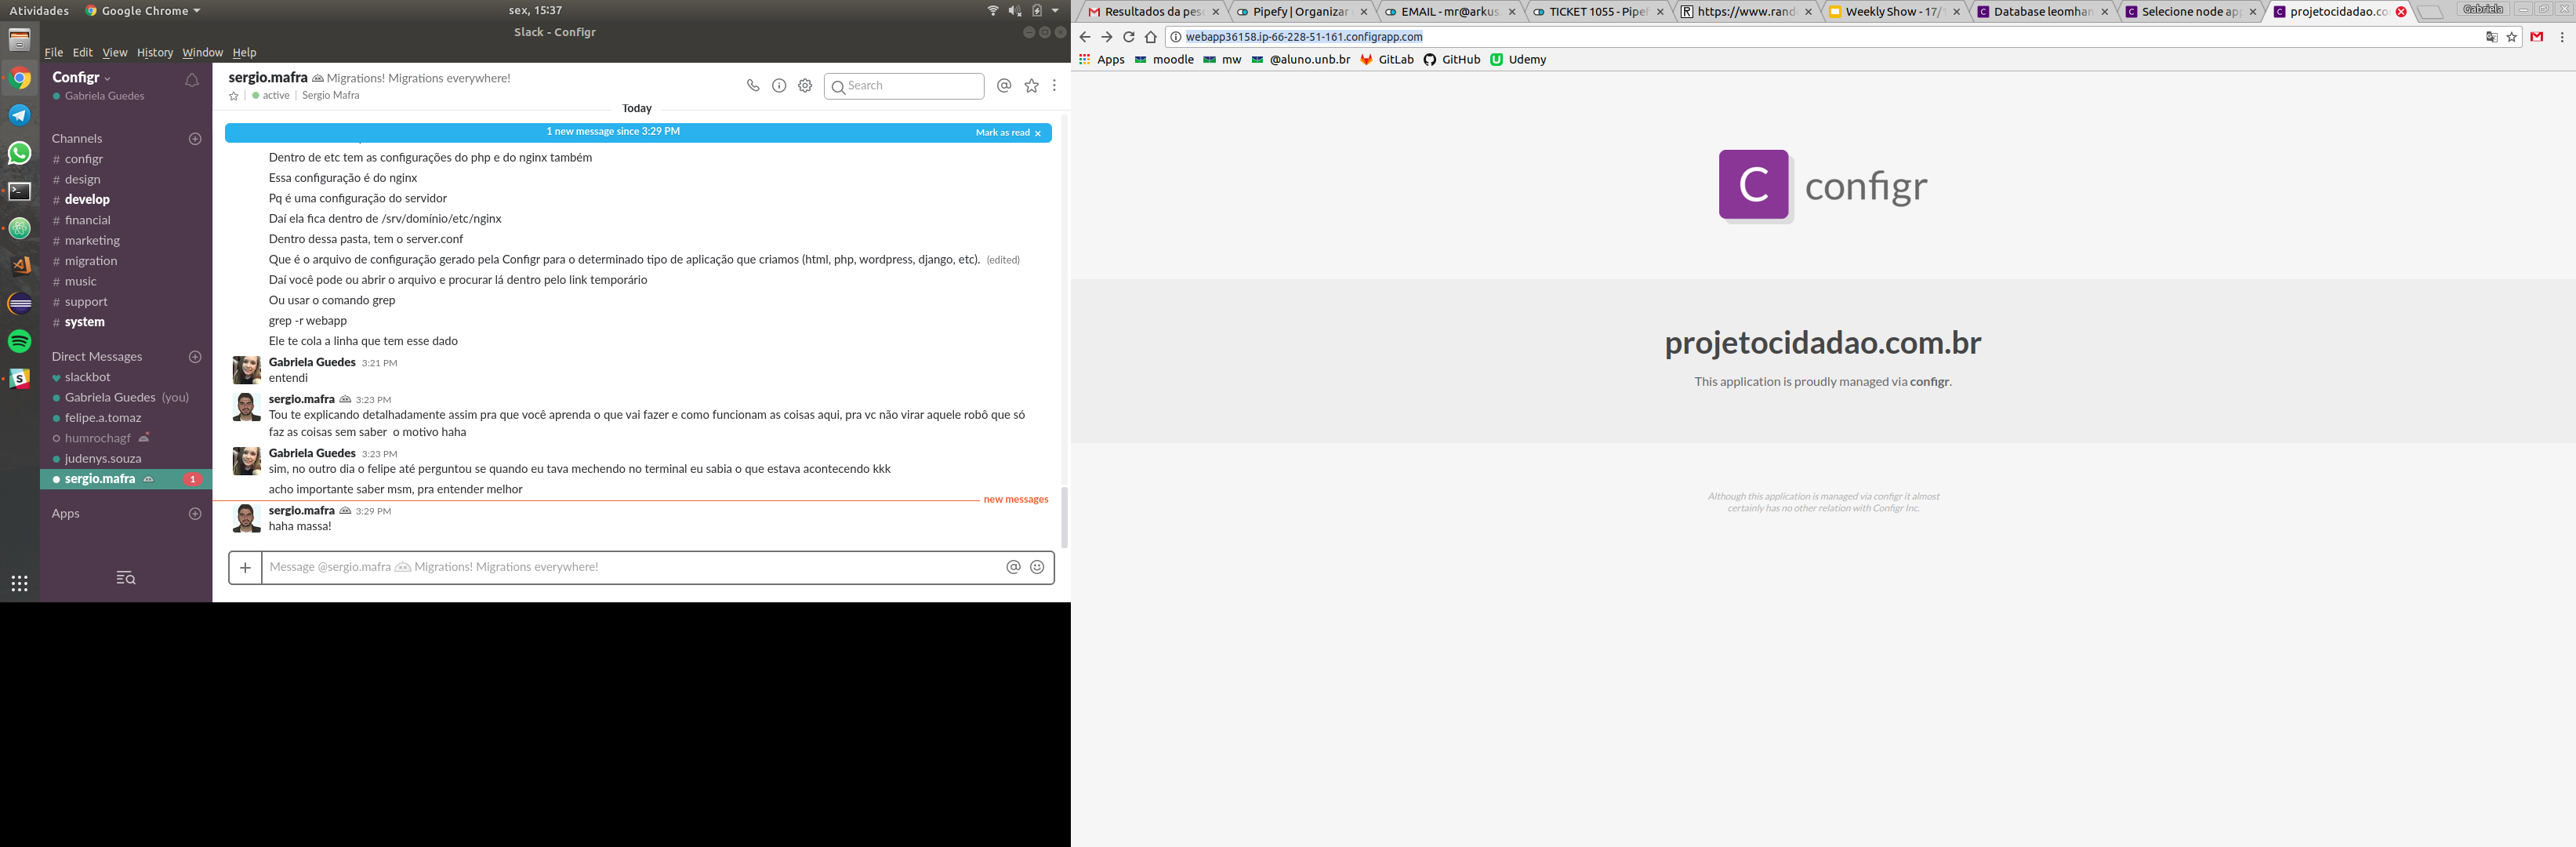 Atividades
Google Chrome
sex, 15:37
Slack - Configr
File Edit View History Window Help
Configr
Gabriela Guedes
Channels
# configr
# design
# develop
# financial
# marketing
# migration
# music
# support
# system
Direct Messages
slackbot
Gabriela Guedes (you)
felipe.a.tomaz
humrochagf
judenys.souza
sergio.mafra 1
Apps
sergio.mafra Migrations! Migrations everywhere!
active | Sergio Mafra
Search
Today
1 new message since 3:29 PM
Mark as read
Dentro de etc tem as configurações do php e do nginx também
Essa configuração é do nginx
Pq é uma configuração do servidor
Daí ela fica dentro de /srv/domínio/etc/nginx
Dentro dessa pasta, tem o server.conf
Que é o arquivo de configuração gerado pela Configr para o determinado tipo de aplicação que criamos (html, php, wordpress, django, etc). (edited)
Daí você pode ou abrir o arquivo e procurar lá dentro pelo link temporário
Ou usar o comando grep
grep -r webapp
Ele te cola a linha que tem esse dado
Gabriela Guedes 3:21 PM
entendi
sergio.mafra 3:23 PM
Tou te explicando detalhadamente assim pra que você aprenda o que vai fazer e como funcionam as coisas aqui, pra vc não virar aquele robô que só
faz as coisas sem saber o motivo haha
Gabriela Guedes 3:23 PM
sim, no outro dia o felipe até perguntou se quando eu tava mechendo no terminal eu sabia o que estava acontecendo kkk
acho importante saber msm, pra entender melhor
new messages
sergio.mafra 3:29 PM
haha massa!
Message @sergio.mafra Migrations! Migrations everywhere!
Resultados da pes
Pipefy | Organizar
EMAIL - mr@arkus
TICKET 1055 - Pipef
https://www.rand
Weekly Show - 17/
Database leomhan
Selecione node ap
projetocidadao.co
Gabriela
webapp36158.ip-66-228-51-161.configrapp.com
Apps moodle mw @aluno.unb.br GitLab GitHub Udemy
C configr
projetocidadao.com.br
This application is proudly managed via configr.
Although this application is managed via configr it almost
certainly has no other relation with Configr Inc.